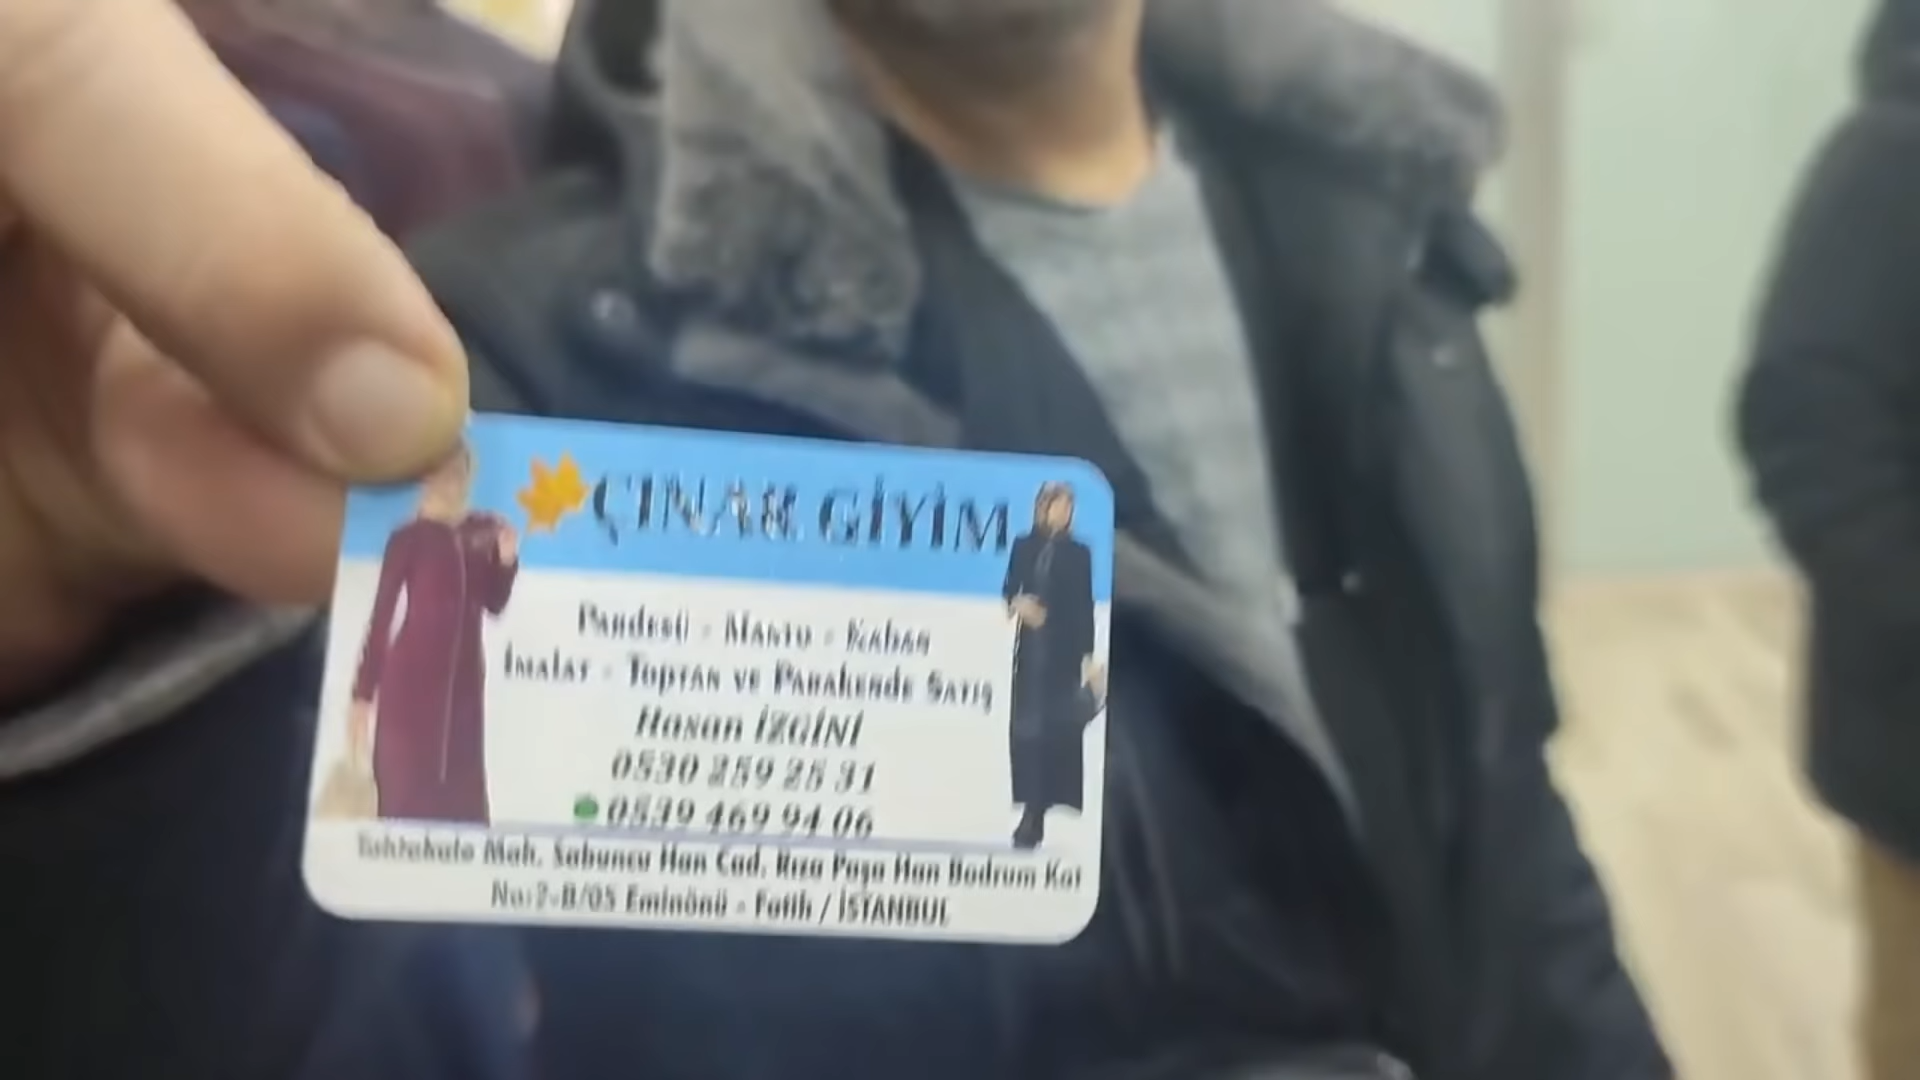 ÇINAR GİYİM
Pardesü - Manto - Kaban
İmalat - Toptan ve Parakende Satış
Hasan İZGİNİ
0530 259 25 31
0539 469 94 06
Tahtakale Mah. Sabuncu Han Cad. Rıza Paşa Han Bodrum Kat
No:2-B/05 Eminönü - Fatih / İSTANBUL